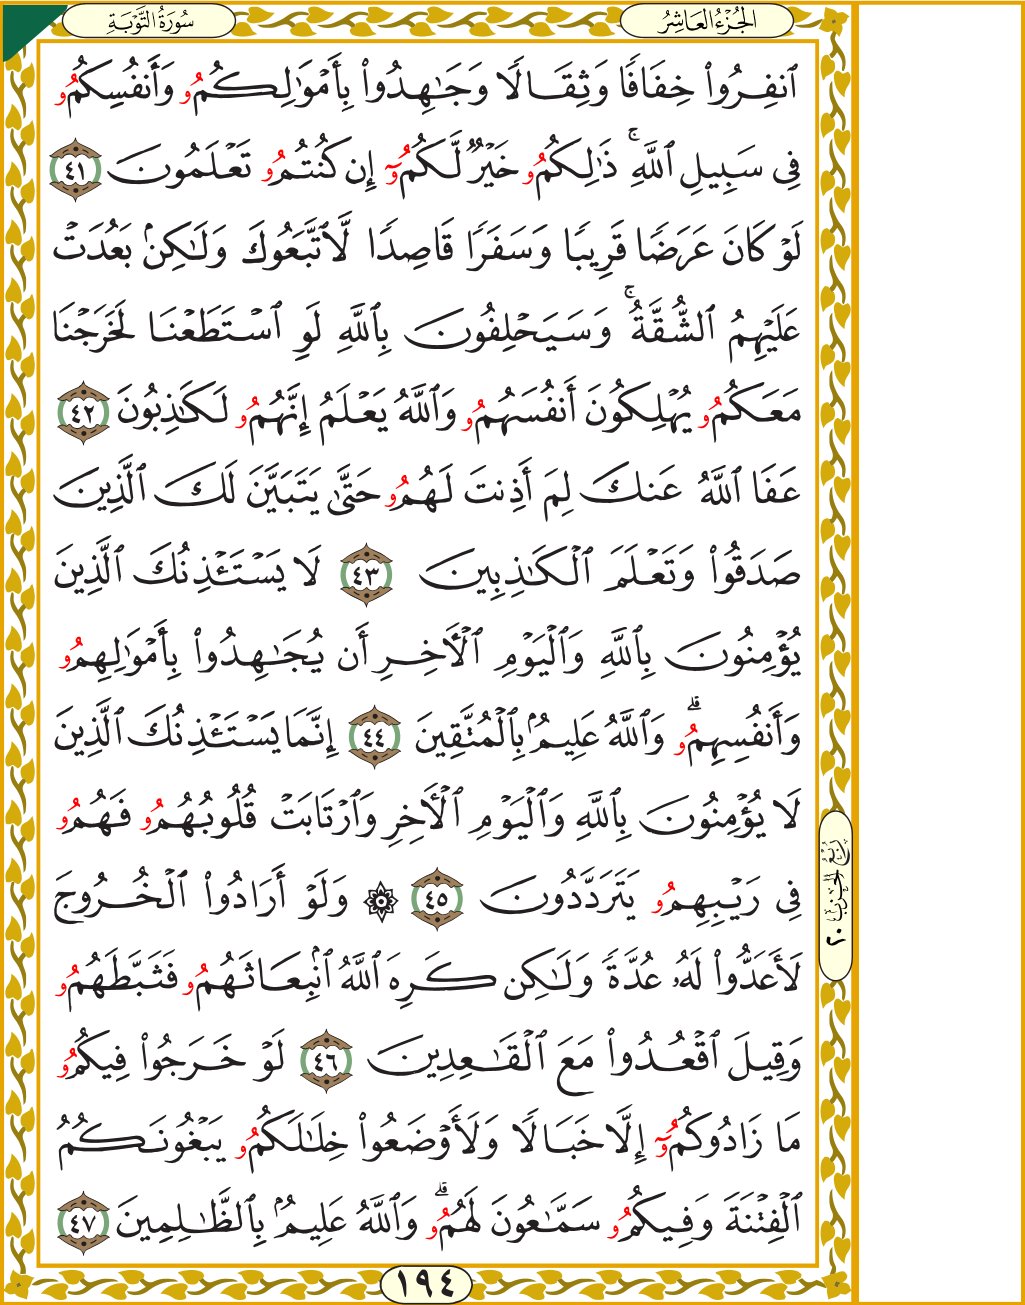 سُورَةُ التَّوْبَةِ
الجُزْءُ العَاشِرُ
ٱنفِرُوا۟ خِفَافًا وَثِقَالًا وَجَـٰهِدُوا۟ بِأَمْوَٰلِكُمُۥ وَأَنفُسِكُمُۥ
فِى سَبِيلِ ٱللَّهِ ۚ ذَٰلِكُمُۥ خَيْرٌ لَّكُمُۥٓ إِن كُنتُمُۥ تَعْلَمُونَ ٤١
لَوْ كَانَ عَرَضًا قَرِيبًا وَسَفَرًا قَاصِدًا لَّٱتَّبَعُوكَ وَلَـٰكِنۢ بَعُدَتْ
عَلَيْهِمُ ٱلشُّقَّةُ ۚ وَسَيَحْلِفُونَ بِٱللَّهِ لَوِ ٱسْتَطَعْنَا لَخَرَجْنَا
مَعَكُمُۥ يُهْلِكُونَ أَنفُسَهُمُۥ وَٱللَّهُ يَعْلَمُ إِنَّهُمُۥ لَكَـٰذِبُونَ ٤٢
عَفَا ٱللَّهُ عَنكَ لِمَ أَذِنتَ لَهُمُۥ حَتَّىٰ يَتَبَيَّنَ لَكَ ٱلَّذِينَ
صَدَقُوا۟ وَتَعْلَمَ ٱلْكَـٰذِبِينَ ٤٣ لَا يَسْتَـْٔذِنُكَ ٱلَّذِينَ
يُؤْمِنُونَ بِٱللَّهِ وَٱلْيَوْمِ ٱلْـَٔاخِرِ أَن يُجَـٰهِدُوا۟ بِأَمْوَٰلِهِمُۥ
وَأَنفُسِهِمُۥ ۗ وَٱللَّهُ عَلِيمٌۢ بِٱلْمُتَّقِينَ ٤٤ إِنَّمَا يَسْتَـْٔذِنُكَ ٱلَّذِينَ
لَا يُؤْمِنُونَ بِٱللَّهِ وَٱلْيَوْمِ ٱلْـَٔاخِرِ وَٱرْتَابَتْ قُلُوبُهُمُۥ فَهُمُۥ
فِى رَيْبِهِمُۥ يَتَرَدَّدُونَ ٤٥ ۞ وَلَوْ أَرَادُوا۟ ٱلْخُرُوجَ
لَأَعَدُّوا۟ لَهُۥ عُدَّةً وَلَـٰكِن كَرِهَ ٱللَّهُ ٱنۢبِعَاثَهُمُۥ فَثَبَّطَهُمُۥ
وَقِيلَ ٱقْعُدُوا۟ مَعَ ٱلْقَـٰعِدِينَ ٤٦ لَوْ خَرَجُوا۟ فِيكُمُۥ
مَا زَادُوكُمُۥٓ إِلَّا خَبَالًا وَلَأَوْضَعُوا۟ خِلَـٰلَكُمُۥ يَبْغُونَكُمُ
ٱلْفِتْنَةَ وَفِيكُمُۥ سَمَّـٰعُونَ لَهُمُۥ ۗ وَٱللَّهُ عَلِيمٌۢ بِٱلظَّـٰلِمِينَ ٤٧
رُبْعُ الحِزْبِ ٢٠
١٩٤